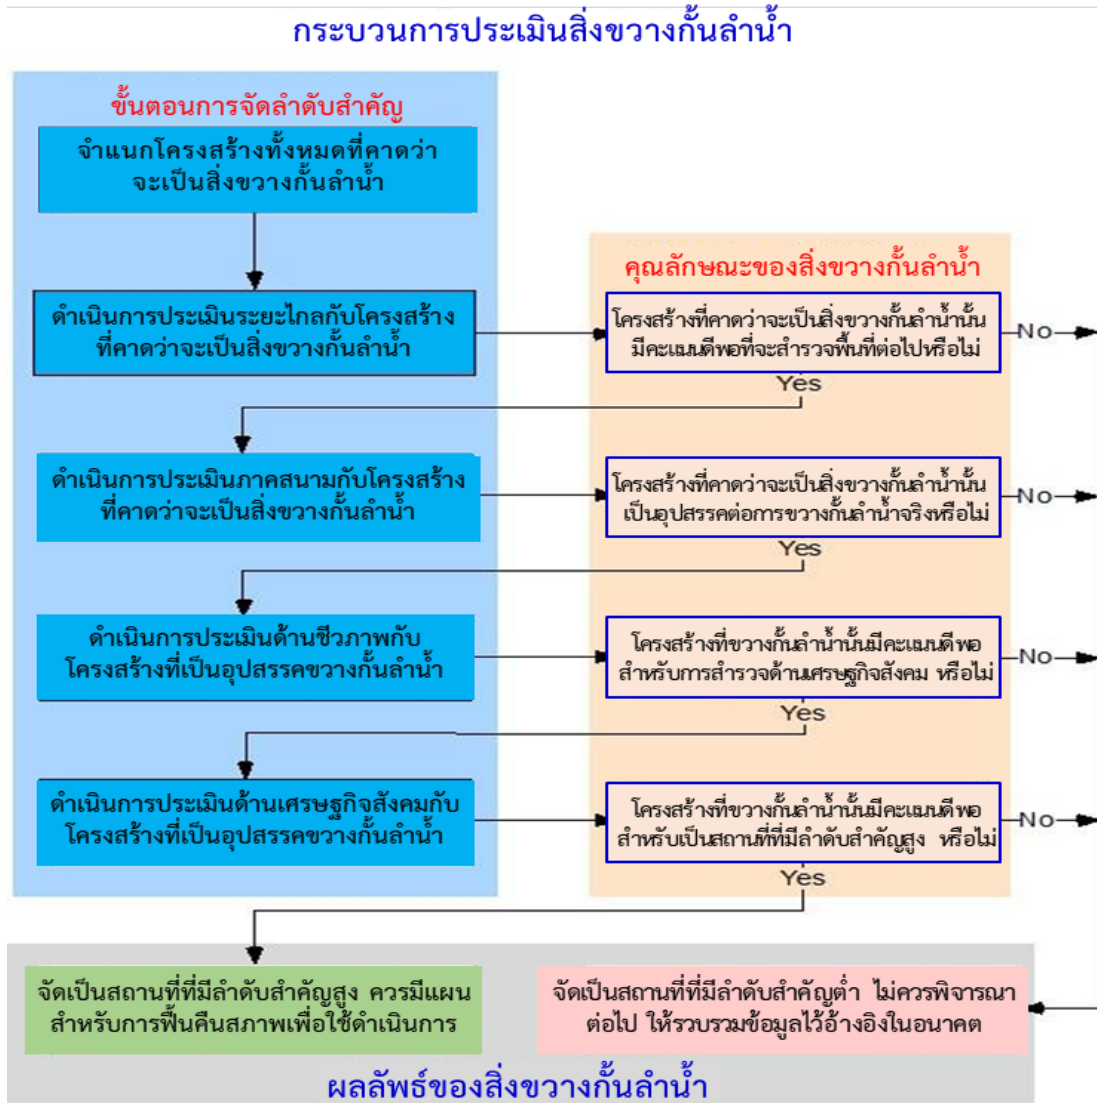 กระบวนการประเมินสิ่งขวางกั้นลำน้ำ
ขั้นตอนการจัดลำดับสำคัญ
จำแนกโครงสร้างทั้งหมดที่คาดว่า
จะเป็นสิ่งขวางกั้นลำน้ำ
คุณลักษณะของสิ่งขวางกั้นลำน้ำ
ดำเนินการประเมินระยะไกลกับโครงสร้าง
ที่คาดว่าจะเป็นสิ่งขวางกั้นลำน้ำ
โครงสร้างที่คาดว่าจะเป็นสิ่งขวางกั้นลำน้ำนั้น
มีคะแนนดีพอที่จะสำรวจพื้นที่ต่อไปหรือไม่
No
Yes
ดำเนินการประเมินภาคสนามกับโครงสร้าง
ที่คาดว่าจะเป็นสิ่งขวางกั้นลำน้ำ
โครงสร้างที่คาดว่าจะเป็นสิ่งขวางกั้นลำน้ำนั้น
เป็นอุปสรรคต่อการขวางกั้นลำน้ำจริงหรือไม่
No
Yes
ดำเนินการประเมินด้านชีวภาพกับ
โครงสร้างที่เป็นอุปสรรคขวางกั้นลำน้ำ
โครงสร้างที่ขวางกั้นลำน้ำนั้นมีคะแนนดีพอ
สำหรับการสำรวจด้านเศรษฐกิจสังคม หรือไม่
No
Yes
ดำเนินการประเมินด้านเศรษฐกิจสังคมกับ
โครงสร้างที่เป็นอุปสรรคขวางกั้นลำน้ำ
โครงสร้างที่ขวางกั้นลำน้ำนั้นมีคะแนนดีพอ
สำหรับเป็นสถานที่ที่มีลำดับสำคัญสูง หรือไม่
No
Yes
จัดเป็นสถานที่ที่มีลำดับสำคัญสูง ควรมีแผน
สำหรับการฟื้นคืนสภาพเพื่อใช้ดำเนินการ
จัดเป็นสถานที่ที่มีลำดับสำคัญต่ำ ไม่ควรพิจารณา
ต่อไป ให้รวบรวมข้อมูลไว้อ้างอิงในอนาคต
ผลลัพธ์ของสิ่งขวางกั้นลำน้ำ